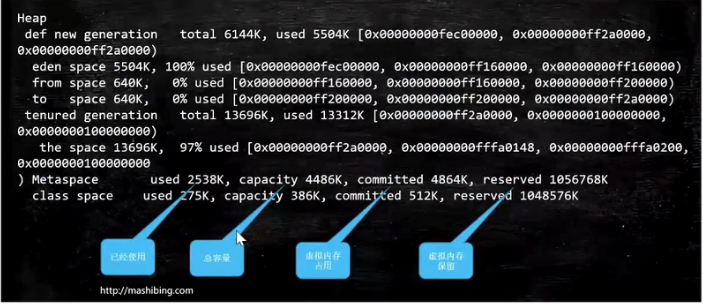 Heap
def new generation   total 6144K, used 5504K [0x00000000fec00000, 0x00000000ff2a0000,
0x00000000ff2a0000)
eden space 5504K, 100% used [0x00000000fec00000, 0x00000000ff160000, 0x00000000ff160000)
from space 640K,   0% used [0x00000000ff160000, 0x00000000ff160000, 0x00000000ff200000)
to   space 640K,   0% used [0x00000000ff200000, 0x00000000ff200000, 0x00000000ff2a0000)
tenured generation   total 13696K, used 13312K [0x00000000ff2a0000, 0x0000000100000000,
0x0000000100000000)
the space 13696K,  97% used [0x00000000ff2a0000, 0x00000000fffa0148, 0x00000000fffa0200,
0x0000000100000000
) Metaspace       used 2538K, capacity 4486K, committed 4864K, reserved 1056768K
class space    used 275K, capacity 386K, committed 512K, reserved 1048576K
已经使用
总容量
虚拟内存
占用
虚拟内存
保留
http://mashibing.com